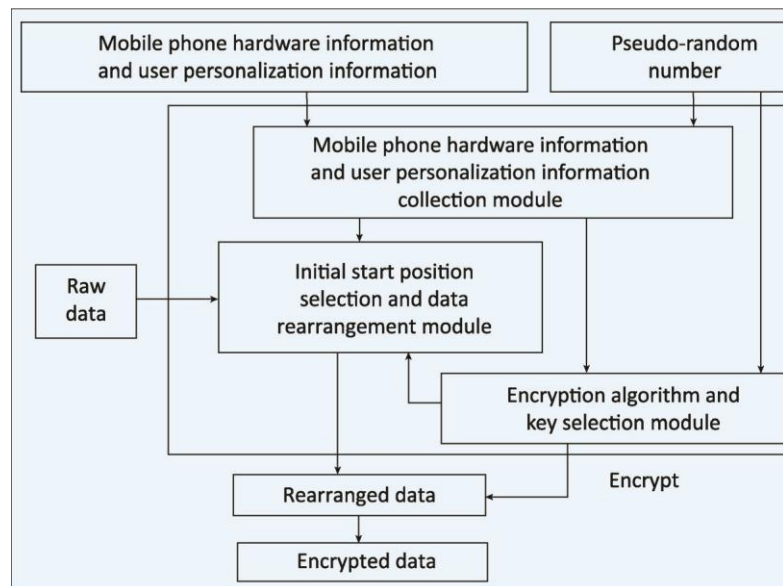 Mobile phone hardware information
and user personalization information
Pseudo-random
number
Mobile phone hardware information
and user personalization information
collection module
Raw
data
Initial start position
selection and data
rearrangement module
Encryption algorithm and
key selection module
Encrypt
Rearranged data
Encrypted data